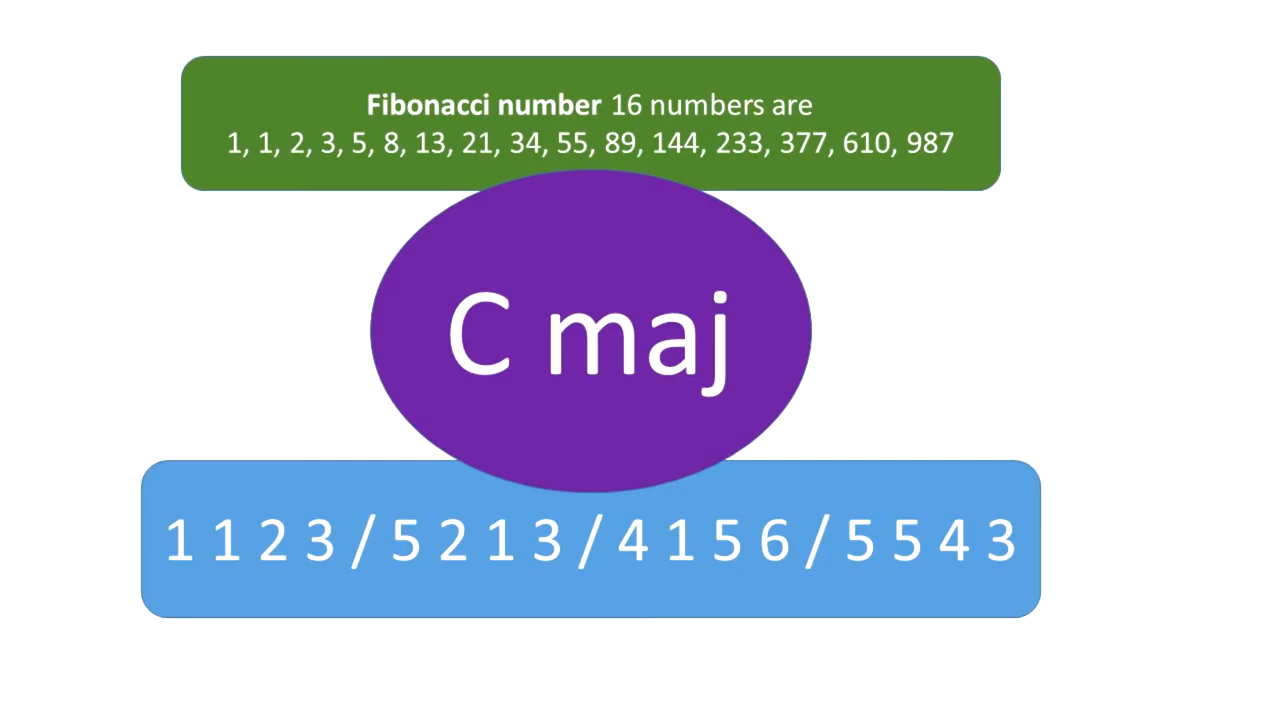 Fibonacci number 16 numbers are
1, 1, 2, 3, 5, 8, 13, 21, 34, 55, 89, 144, 233, 377, 610, 987
C maj
1 1 2 3 / 5 2 1 3 / 4 1 5 6 / 5 5 4 3